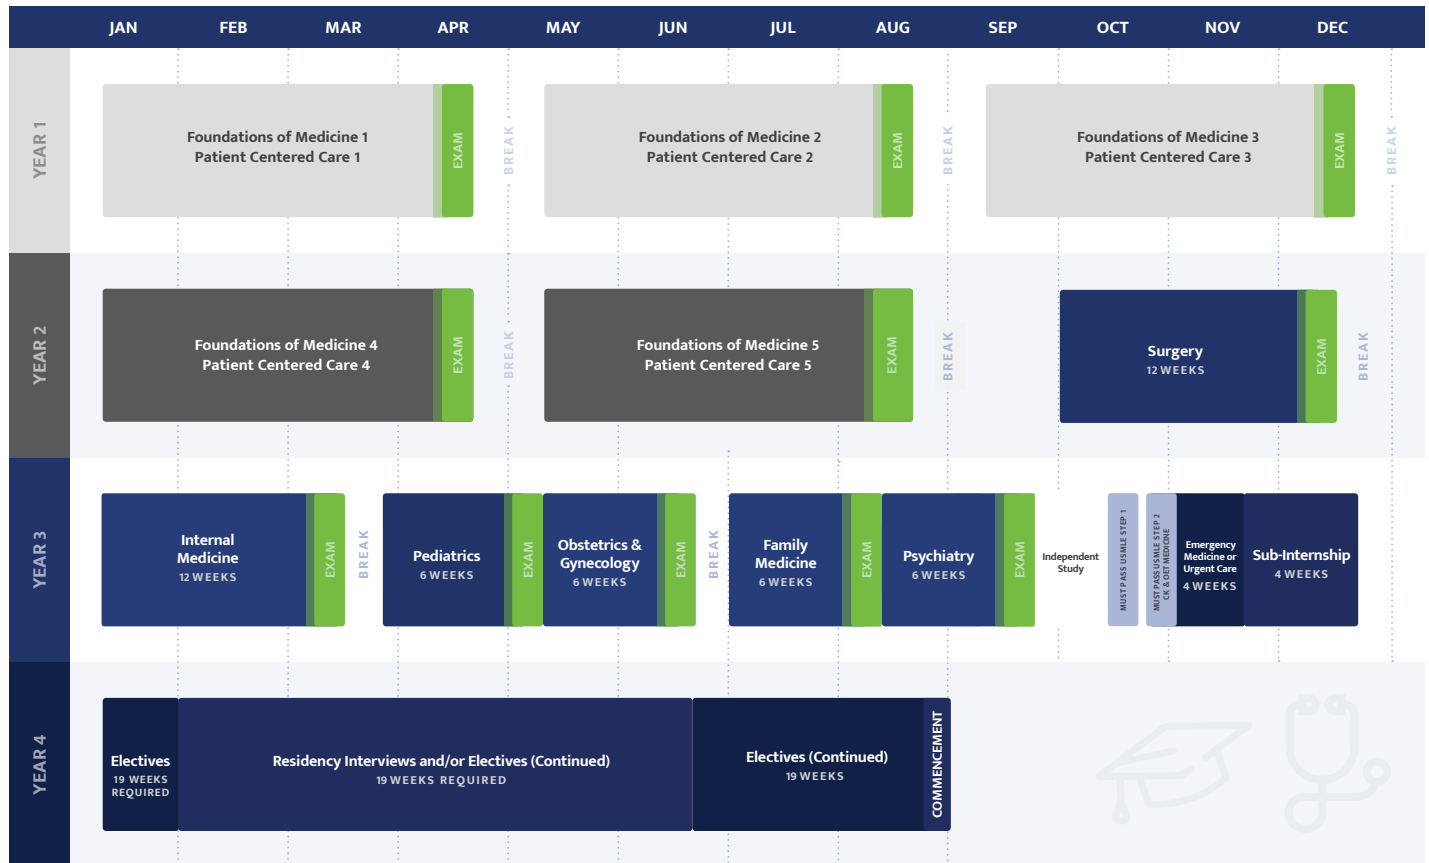 JAN FEB MAR APR MAY JUN JUL AUG SEP OCT NOV DEC
YEAR 1
Foundations of Medicine 1
Patient Centered Care 1
EXAM
BREAK
Foundations of Medicine 2
Patient Centered Care 2
EXAM
BREAK
Foundations of Medicine 3
Patient Centered Care 3
EXAM
BREAK
YEAR 2
Foundations of Medicine 4
Patient Centered Care 4
EXAM
BREAK
Foundations of Medicine 5
Patient Centered Care 5
EXAM
BREAK
Surgery
12 WEEKS
EXAM
BREAK
YEAR 3
Internal
Medicine
12 WEEKS
EXAM
BREAK
Pediatrics
6 WEEKS
EXAM
Obstetrics &
Gynecology
6 WEEKS
EXAM
BREAK
Family
Medicine
6 WEEKS
EXAM
Psychiatry
6 WEEKS
EXAM
Independent
Study
MUST PASS USMLE STEP 1
MUST PASS USMLE STEP 2
CK & OET MEDICINE
Emergency
Medicine or
Urgent Care
4 WEEKS
Sub-Internship
4 WEEKS
YEAR 4
Electives
19 WEEKS
REQUIRED
Residency Interviews and/or Electives (Continued)
19 WEEKS REQUIRED
Electives (Continued)
19 WEEKS
COMMENCEMENT